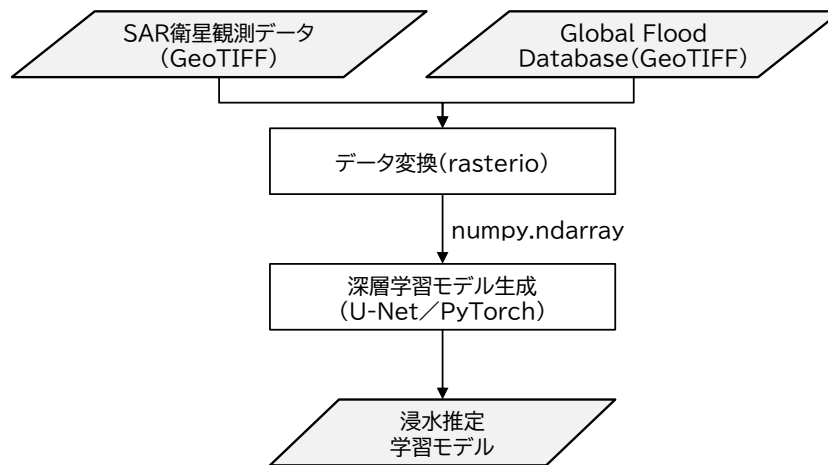 SAR衛星観測データ
(GeoTIFF)
Global Flood
Database(GeoTIFF)
データ変換(rasterio)
numpy.ndarray
深層学習モデル生成
(U-Net／PyTorch)
浸水推定
学習モデル